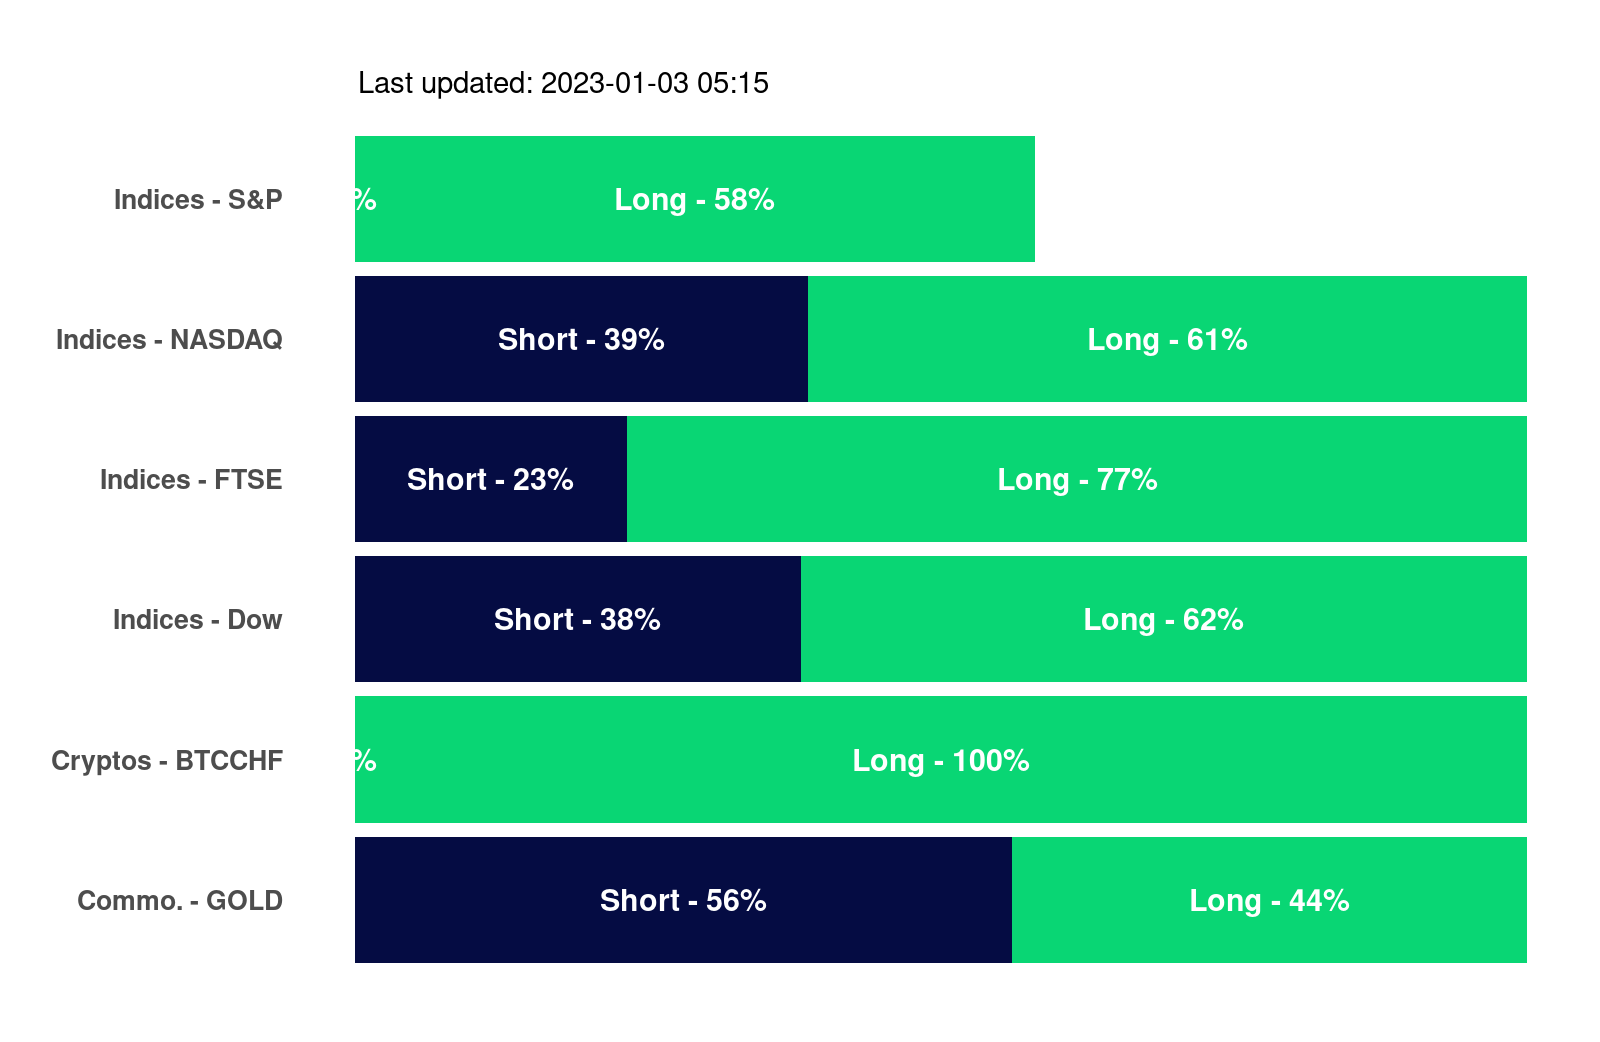 Last updated: 2023-01-03 05:15
Indices - S&P % Long - 58%
Indices - NASDAQ Short - 39% Long - 61%
Indices - FTSE Short - 23% Long - 77%
Indices - Dow Short - 38% Long - 62%
Cryptos - BTCCHF % Long - 100%
Commo. - GOLD Short - 56% Long - 44%